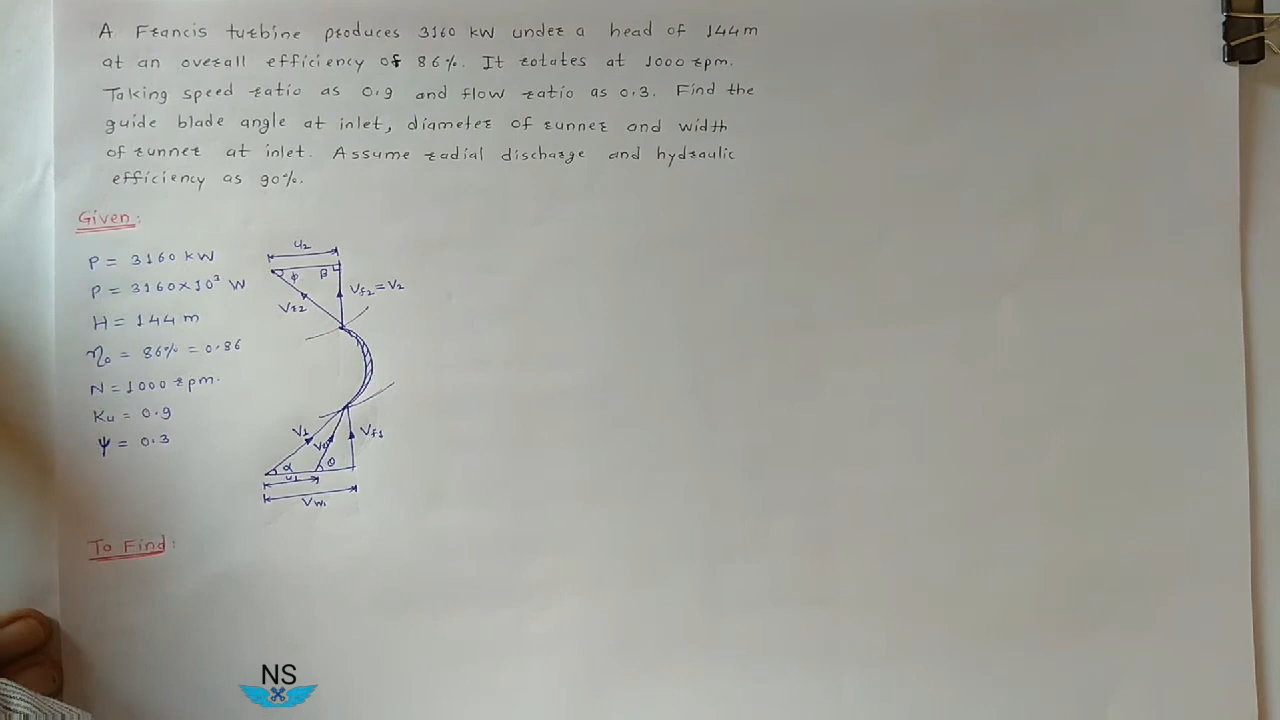 A Francis turbine produces 3160 kW under a head of 144m
at an overall efficiency of 86%. It rotates at 1000 rpm.
Taking speed ratio as 0.9 and flow ratio as 0.3. Find the
guide blade angle at inlet, diameter of runner and width
of runner at inlet. Assume radial discharge and hydraulic
efficiency as 90%.
Given:
P = 3160 kW
P = 3160×10³ W
H = 144 m
η₀ = 86% = 0.86
N = 1000 rpm.
Ku = 0.9
Ψ = 0.3
u₂
φ β
Vr2
Vf2 = V2
V1
Vf1
α θ
u1
Vw1
To Find:
NS